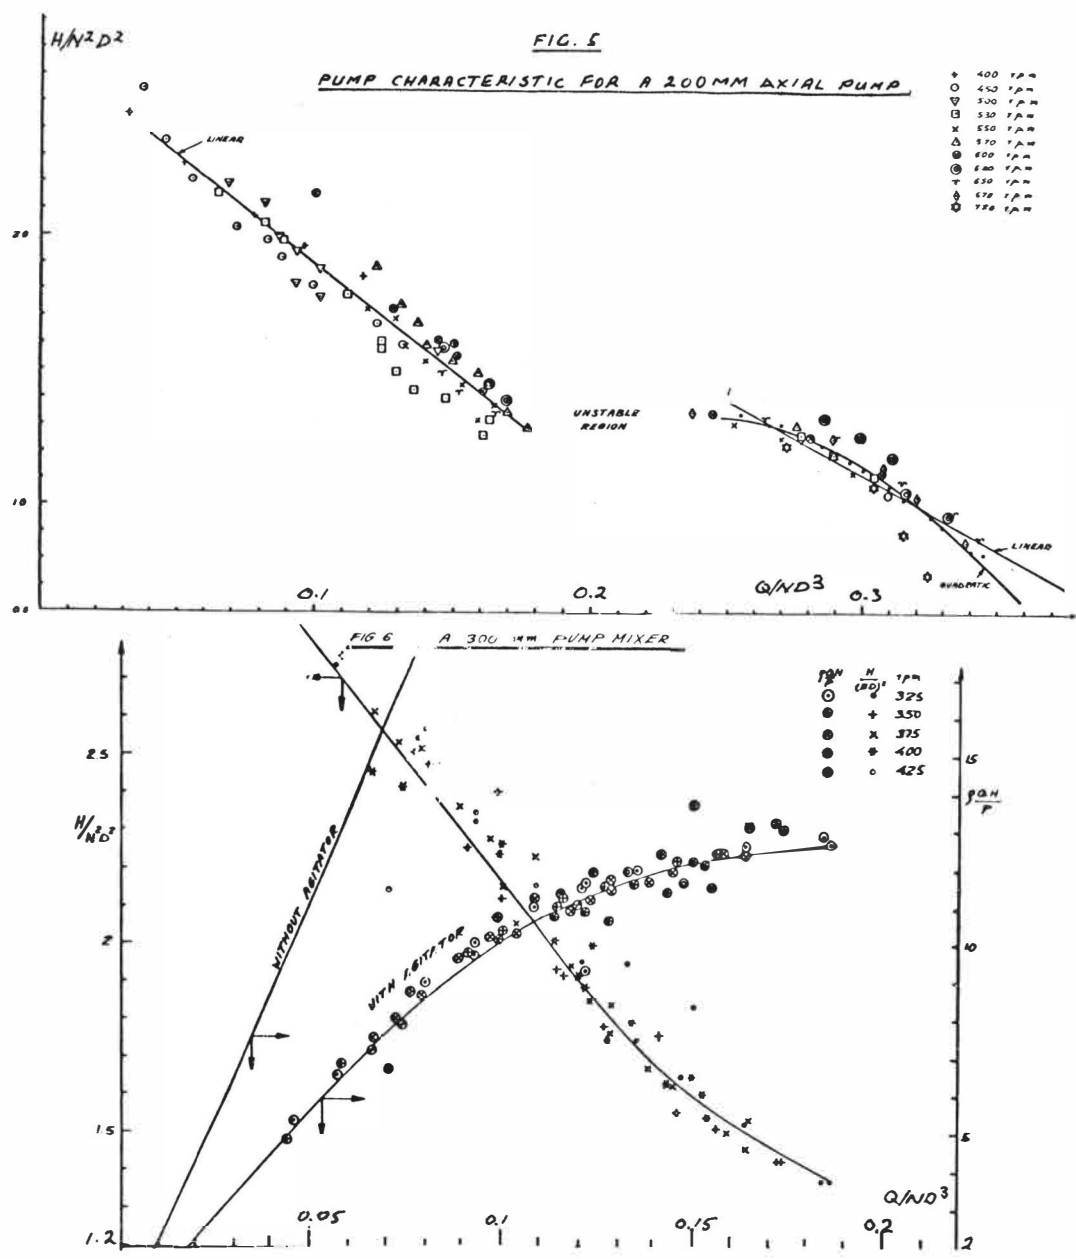 H/N²D²
FIG. 5
PUMP CHARACTERISTIC FOR A 200MM AXIAL PUMP
400 rpm
450 rpm
500 rpm
530 rpm
550 rpm
570 rpm
600 rpm
650 rpm
LINEAR
20
UNSTABLE
REGION
10
LINEAR
QUADRATIC
0.0
0.1
0.2
Q/ND³
0.3
FIG 6 A 300 mm PUMP MIXER
H/(ND)² rpm
325
350
375
400
425
2.5
15
H/N²D²
ρQH/P
WITHOUT AGITATOR
WITH AGITATOR
2
10
1.5
5
Q/ND³
0.05
0.1
0.15
0.2
1.2
2